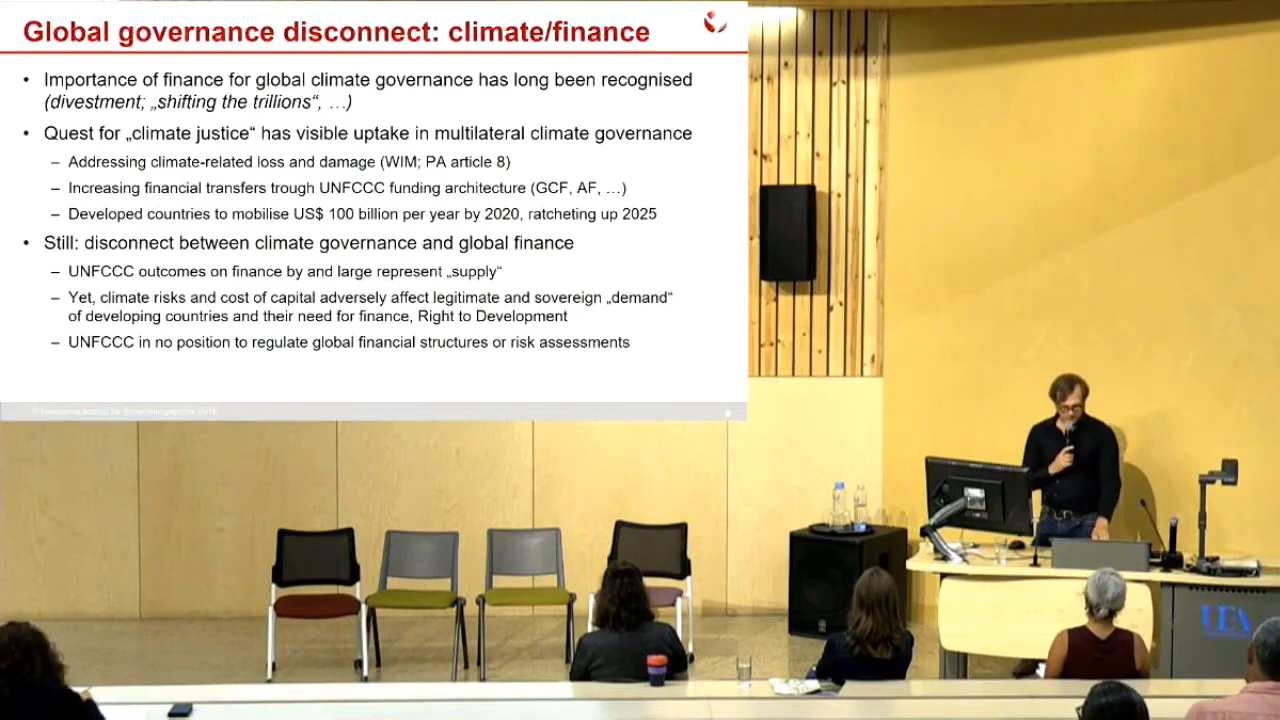 Global governance disconnect: climate/finance
• Importance of finance for global climate governance has long been recognised
(divestment; „shifting the trillions“, …)
• Quest for „climate justice“ has visible uptake in multilateral climate governance
– Addressing climate-related loss and damage (WIM; PA article 8)
– Increasing financial transfers trough UNFCCC funding architecture (GCF, AF, …)
– Developed countries to mobilise US$ 100 billion per year by 2020, ratcheting up 2025
• Still: disconnect between climate governance and global finance
– UNFCCC outcomes on finance by and large represent „supply“
– Yet, climate risks and cost of capital adversely affect legitimate and sovereign „demand“
of developing countries and their need for finance, Right to Development
– UNFCCC in no position to regulate global financial structures or risk assessments
UEA